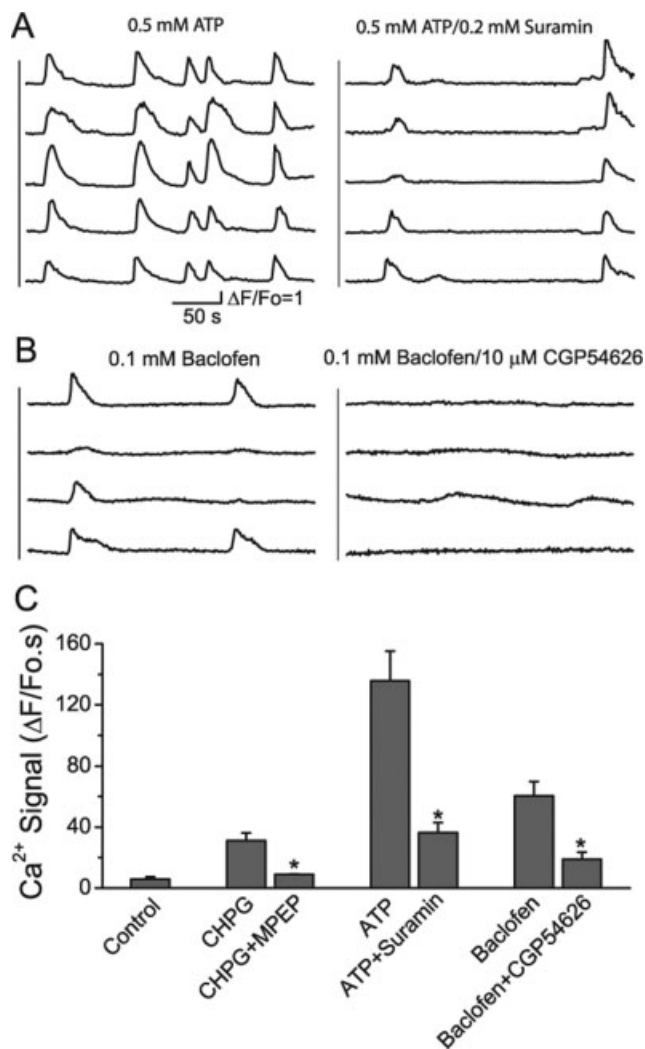 A
0.5 mM ATP
0.5 mM ATP/0.2 mM Suramin
ΔF/Fo=1
50 s
B
0.1 mM Baclofen
0.1 mM Baclofen/10 μM CGP54626
C
Ca²⁺ Signal (ΔF/Fo.s)
160
120
80
40
0
*
*
*
Control
CHPG
CHPG+MPEP
ATP
ATP+Suramin
Baclofen
Baclofen+CGP54626